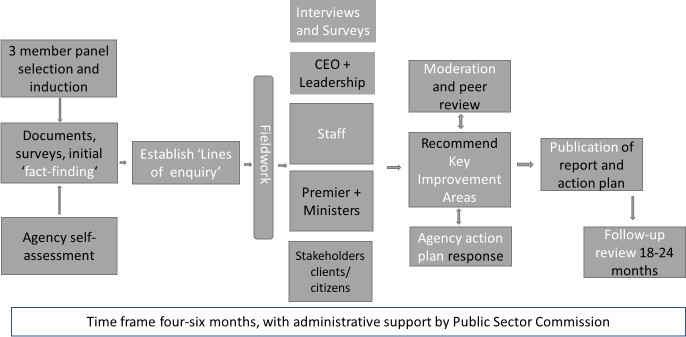 3 member panel
selection and
induction
Documents,
surveys, initial
‘fact-finding’
Agency self-
assessment
Establish ‘Lines
of enquiry’
Fieldwork
Interviews
and Surveys
CEO +
Leadership
Staff
Premier +
Ministers
Stakeholders
clients/
citizens
Moderation
and peer
review
Recommend
Key
Improvement
Areas
Agency action
plan response
Publication of
report and
action plan
Follow-up
review 18-24
months
Time frame four-six months, with administrative support by Public Sector Commission